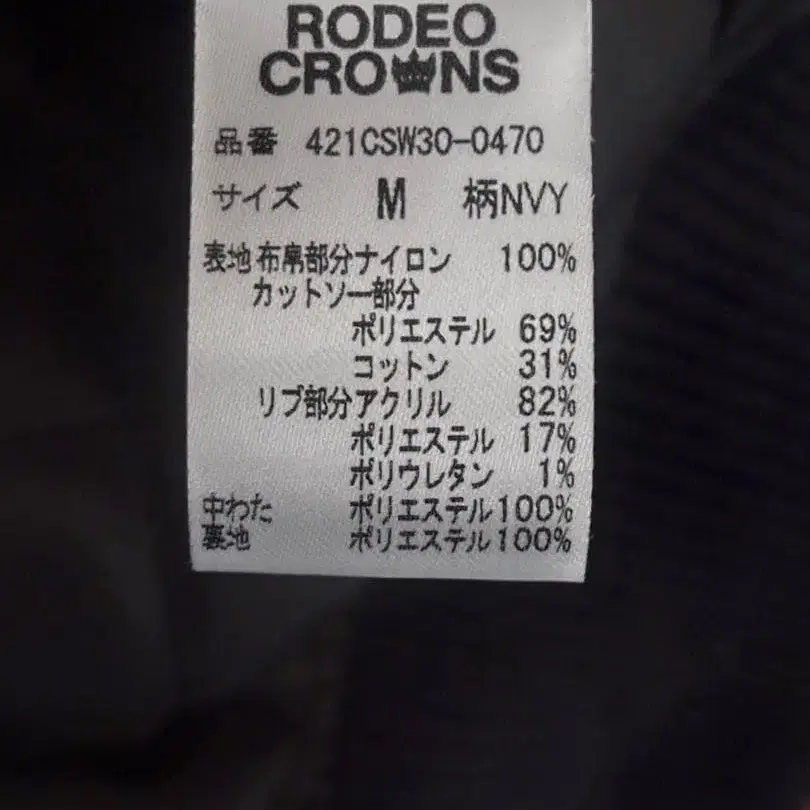 RODEO
CROWNS
品番 421CSW30-0470
サイズ M 柄NVY
表地 布帛部分ナイロン 100%
カットソー部分
ポリエステル 69%
コットン 31%
リブ部分アクリル 82%
ポリエステル 17%
ポリウレタン 1%
中わた ポリエステル100%
裏地 ポリエステル100%